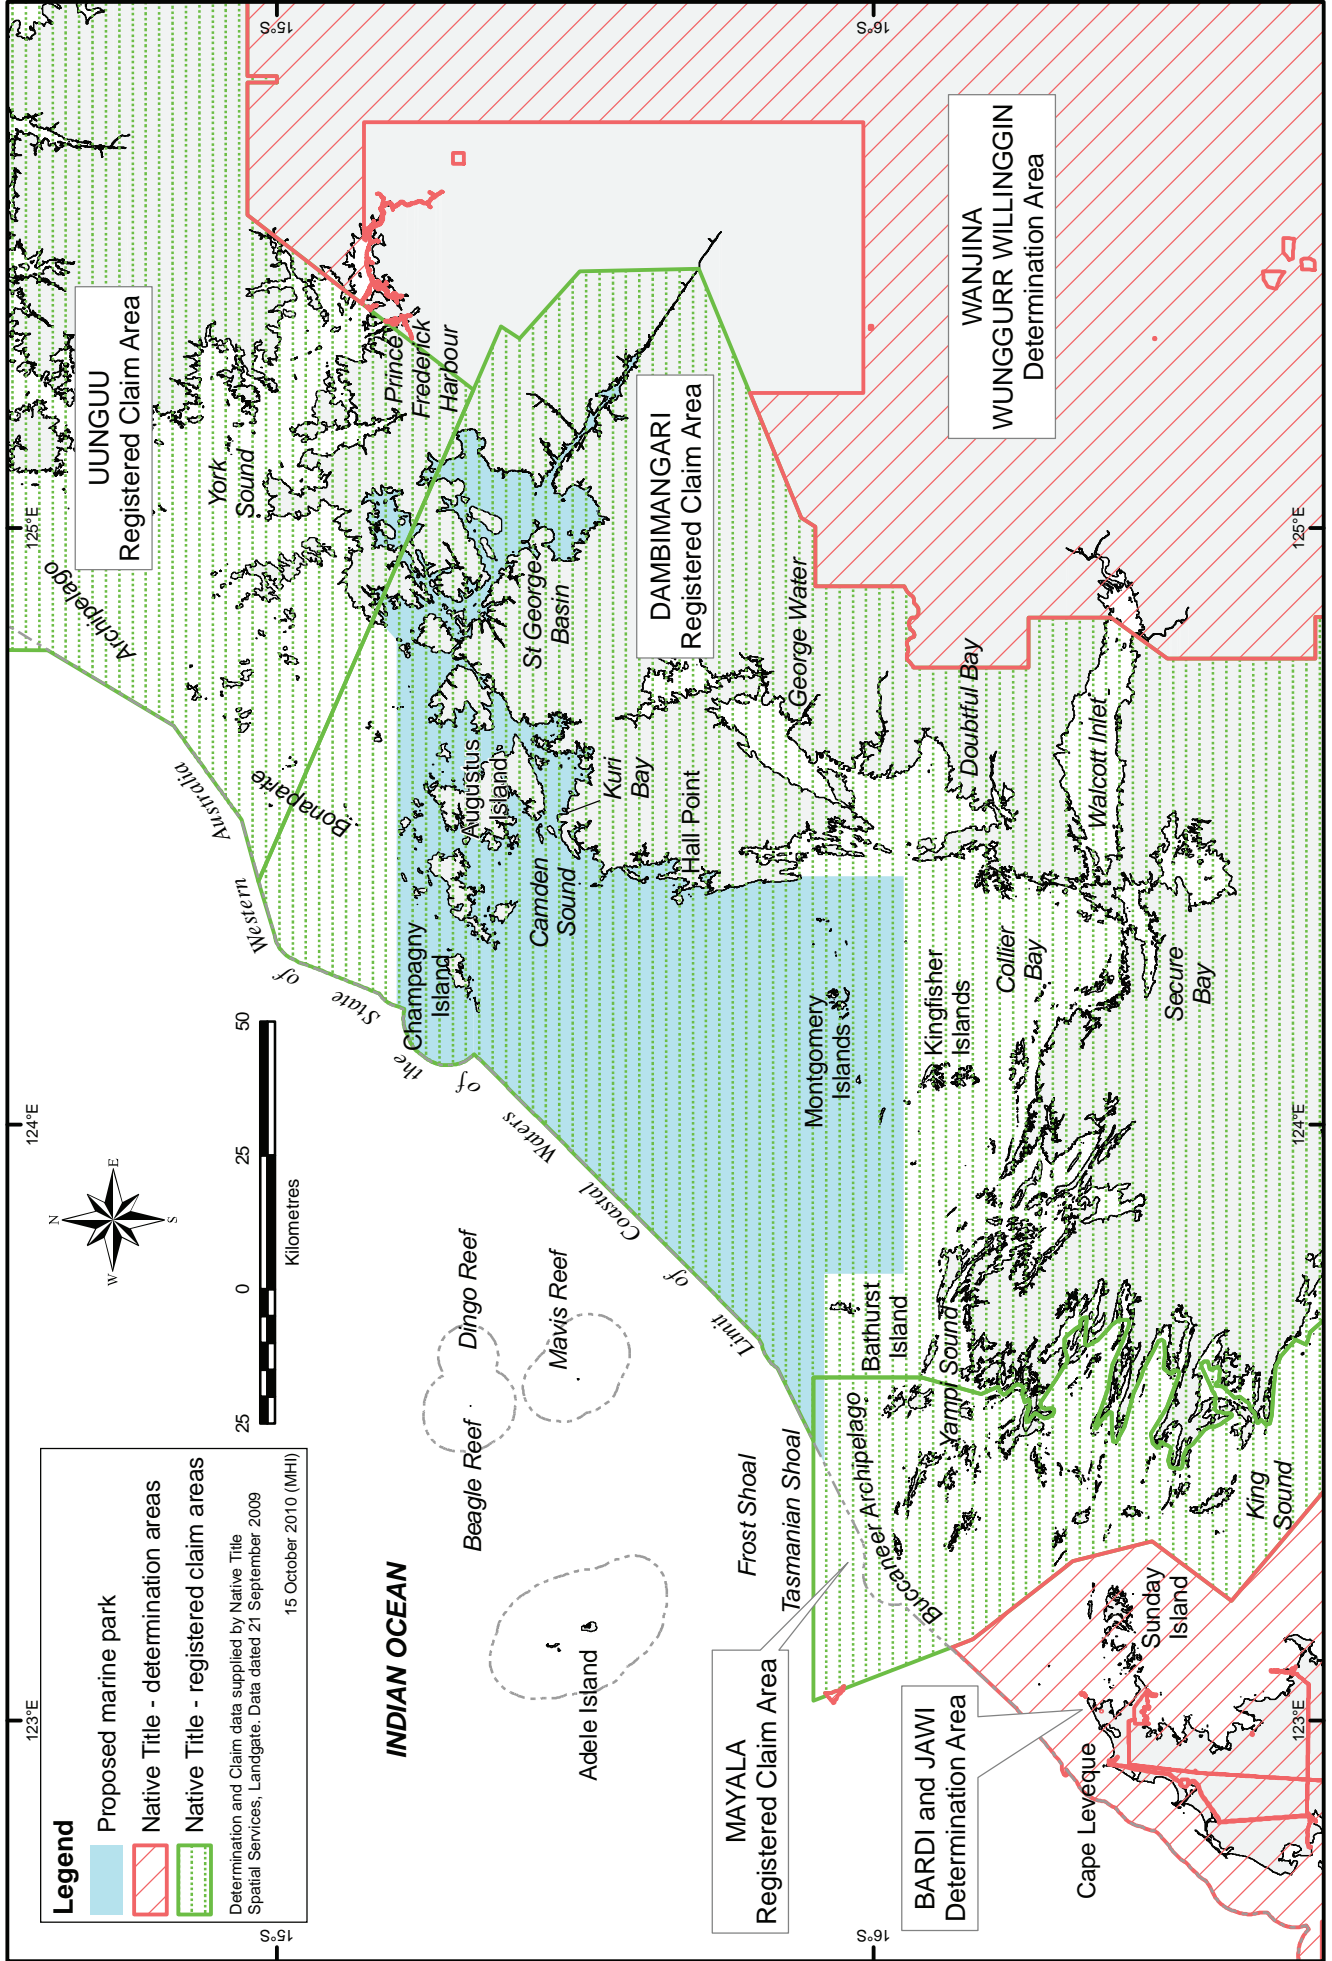 Legend
Proposed marine park
Native Title - determination areas
Native Title - registered claim areas
Determination and Claim data supplied by Native Title
Spatial Services, Landgate. Data dated 21 September 2009
15 October 2010 (MHI)
123°E
124°E
125°E
15°S
15°S
16°S
16°S
123°E
124°E
125°E
N
E
S
W
25
0
25
50
Kilometres
INDIAN OCEAN
Beagle Reef
Dingo Reef
Mavis Reef
Adele Island
Frost Shoal
Tasmanian Shoal
Limit of Coastal Waters of the State of Western Australia
Bonaparte
Archipelago
UUNGUU
Registered Claim Area
York
Sound
Prince
Frederick
Harbour
Champagny
Island
Augustus
Island
Camden
Sound
Kuri
Bay
St George
Basin
Hall Point
DAMBIMANGARI
Registered Claim Area
George Water
Doubtful Bay
Montgomery
Islands
Kingfisher
Islands
Collier
Bay
Walcott Inlet
Secure
Bay
WANJINA
WUNGGURR WILLINGGIN
Determination Area
Bathurst
Island
Yampi Sound
Buccaneer Archipelago
King
Sound
MAYALA
Registered Claim Area
BARDI and JAWI
Determination Area
Sunday
Island
Cape Leveque